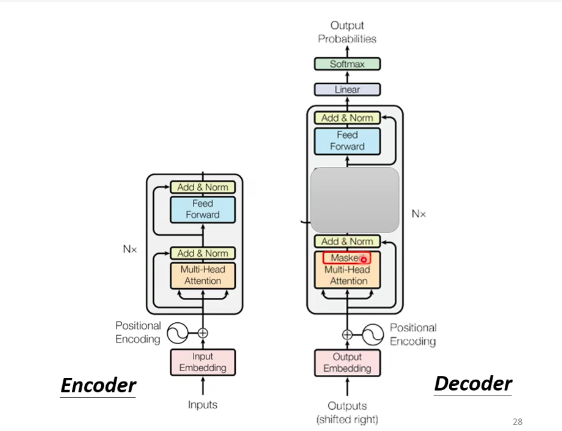 Output
Probabilities
Softmax
Linear
Add & Norm
Feed
Forward
Nx
Add & Norm
Masked
Multi-Head
Attention
Positional
Encoding
Output
Embedding
Outputs
(shifted right)
Decoder
Add & Norm
Feed
Forward
Nx
Add & Norm
Multi-Head
Attention
Positional
Encoding
Input
Embedding
Inputs
Encoder
28